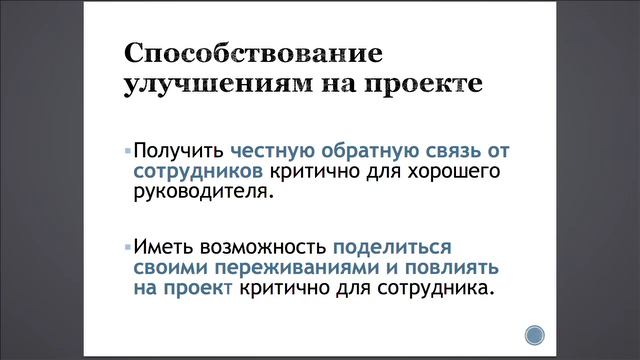 Способствование
улучшениям на проекте
Получить честную обратную связь от
сотрудников критично для хорошего
руководителя.
Иметь возможность поделиться
своими переживаниями и повлиять
на проект критично для сотрудника.